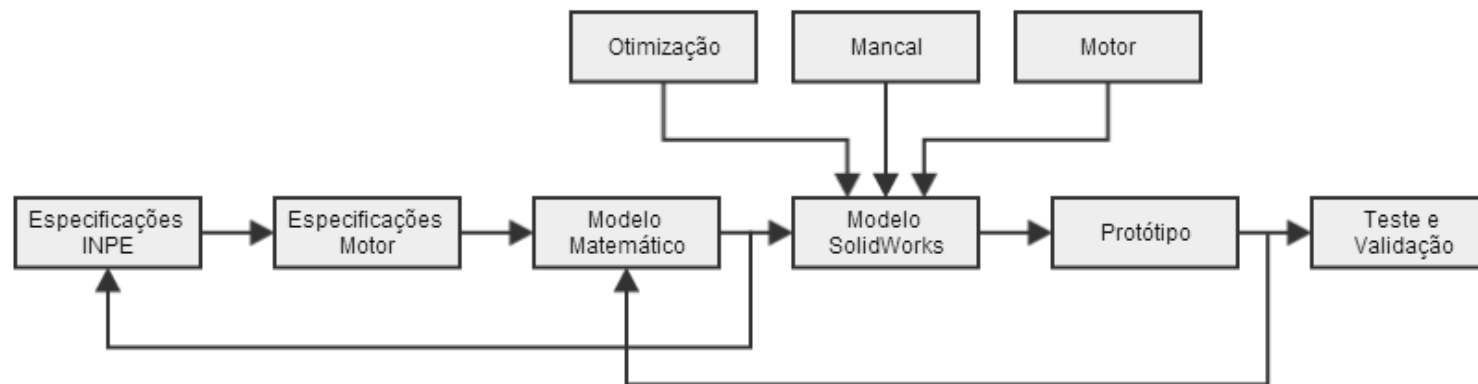 Otimização
Mancal
Motor
Especificações
INPE
Especificações
Motor
Modelo
Matemático
Modelo
SolidWorks
Protótipo
Teste e
Validação